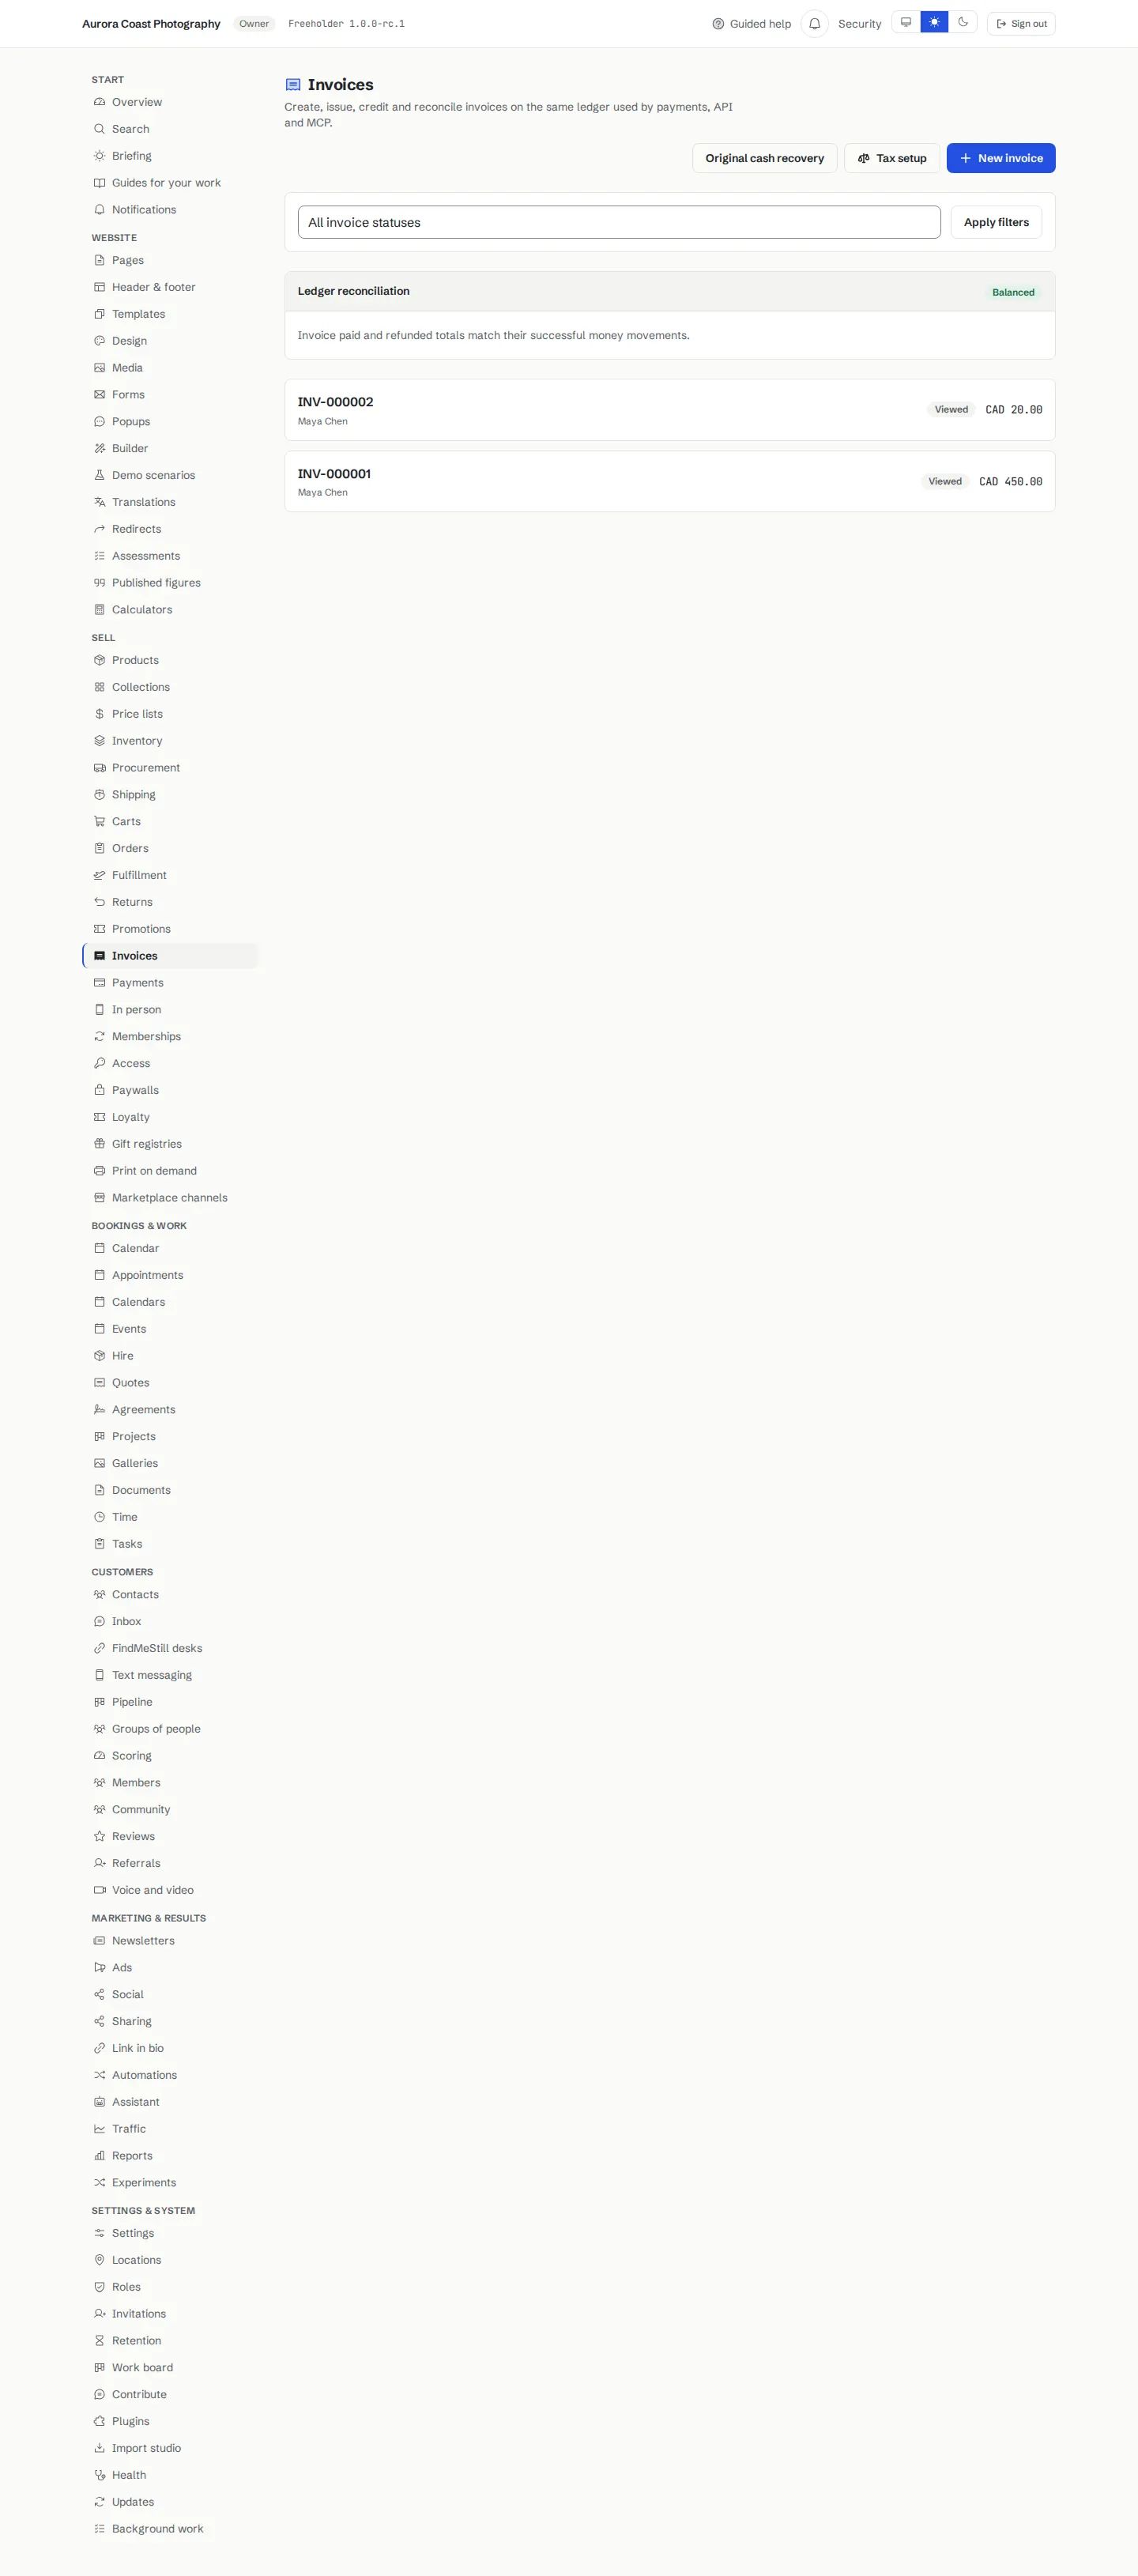 Aurora Coast Photography Owner Freeholder 1.0.0-rc.1 Guided help Security Sign out
START
Overview
Search
Briefing
Guides for your work
Notifications
WEBSITE
Pages
Header & footer
Templates
Design
Media
Forms
Popups
Builder
Demo scenarios
Translations
Redirects
Assessments
Published figures
Calculators
SELL
Products
Collections
Price lists
Inventory
Procurement
Shipping
Carts
Orders
Fulfillment
Returns
Promotions
Invoices
Payments
In person
Memberships
Access
Paywalls
Loyalty
Gift registries
Print on demand
Marketplace channels
BOOKINGS & WORK
Calendar
Appointments
Calendars
Events
Hire
Quotes
Agreements
Projects
Galleries
Documents
Time
Tasks
CUSTOMERS
Contacts
Inbox
FindMeStill desks
Text messaging
Pipeline
Groups of people
Scoring
Members
Community
Reviews
Referrals
Voice and video
MARKETING & RESULTS
Newsletters
Ads
Social
Sharing
Link in bio
Automations
Assistant
Traffic
Reports
Experiments
SETTINGS & SYSTEM
Settings
Locations
Roles
Invitations
Retention
Work board
Contribute
Plugins
Import studio
Health
Updates
Background work
Invoices
Create, issue, credit and reconcile invoices on the same ledger used by payments, API
and MCP.
Original cash recovery Tax setup New invoice
All invoice statuses Apply filters
Ledger reconciliation Balanced
Invoice paid and refunded totals match their successful money movements.
INV-000002
Maya Chen
Viewed CAD 20.00
INV-000001
Maya Chen
Viewed CAD 450.00